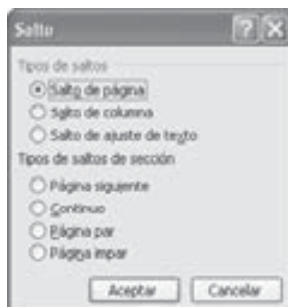 Salto
Tipos de saltos
Salto de página
Salto de columna
Salto de ajuste de texto
Tipos de saltos de sección
Página siguiente
Continuo
Página par
Página impar
Aceptar Cancelar